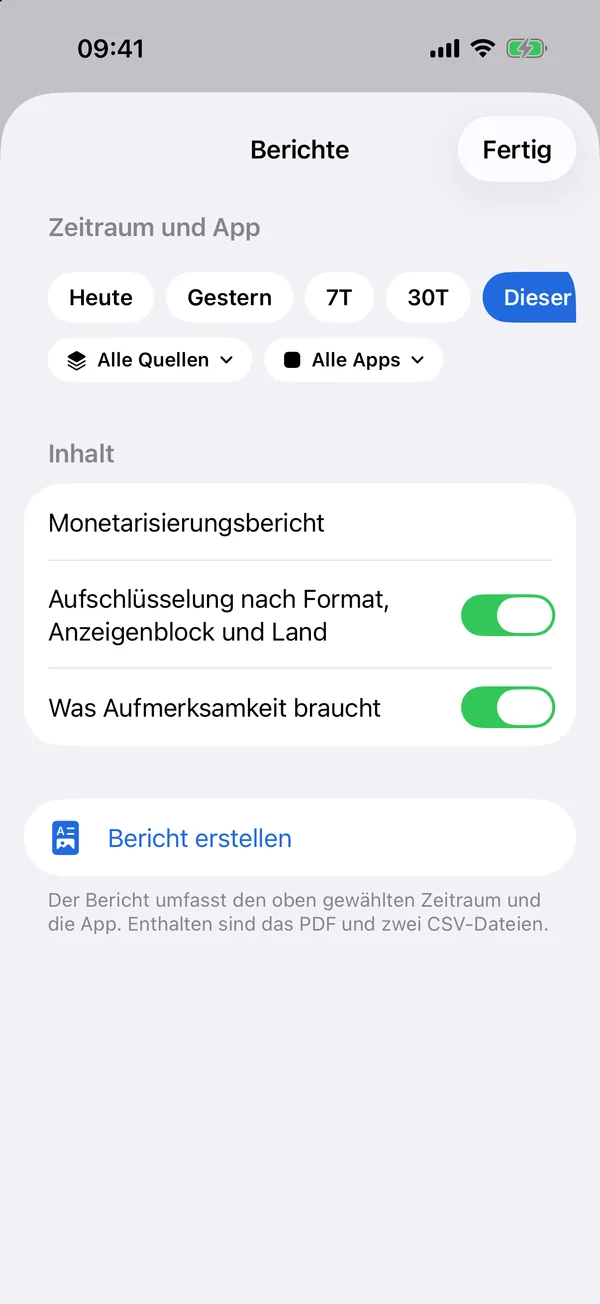 09:41
Berichte
Fertig
Zeitraum und App
Heute
Gestern
7T
30T
Dieser
Alle Quellen
Alle Apps
Inhalt
Monetarisierungsbericht
Aufschlüsselung nach Format,
Anzeigenblock und Land
Was Aufmerksamkeit braucht
Bericht erstellen
Der Bericht umfasst den oben gewählten Zeitraum und
die App. Enthalten sind das PDF und zwei CSV-Dateien.